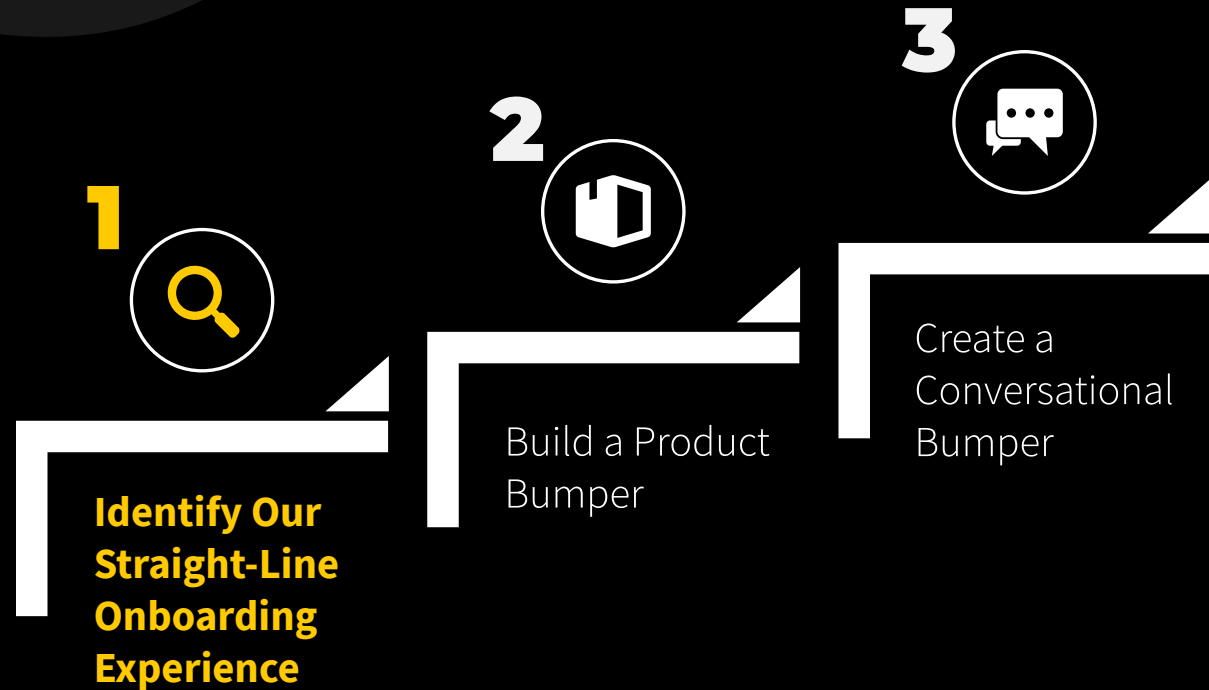 1
Identify Our
Straight-Line
Onboarding
Experience
2
Build a Product
Bumper
3
Create a
Conversational
Bumper